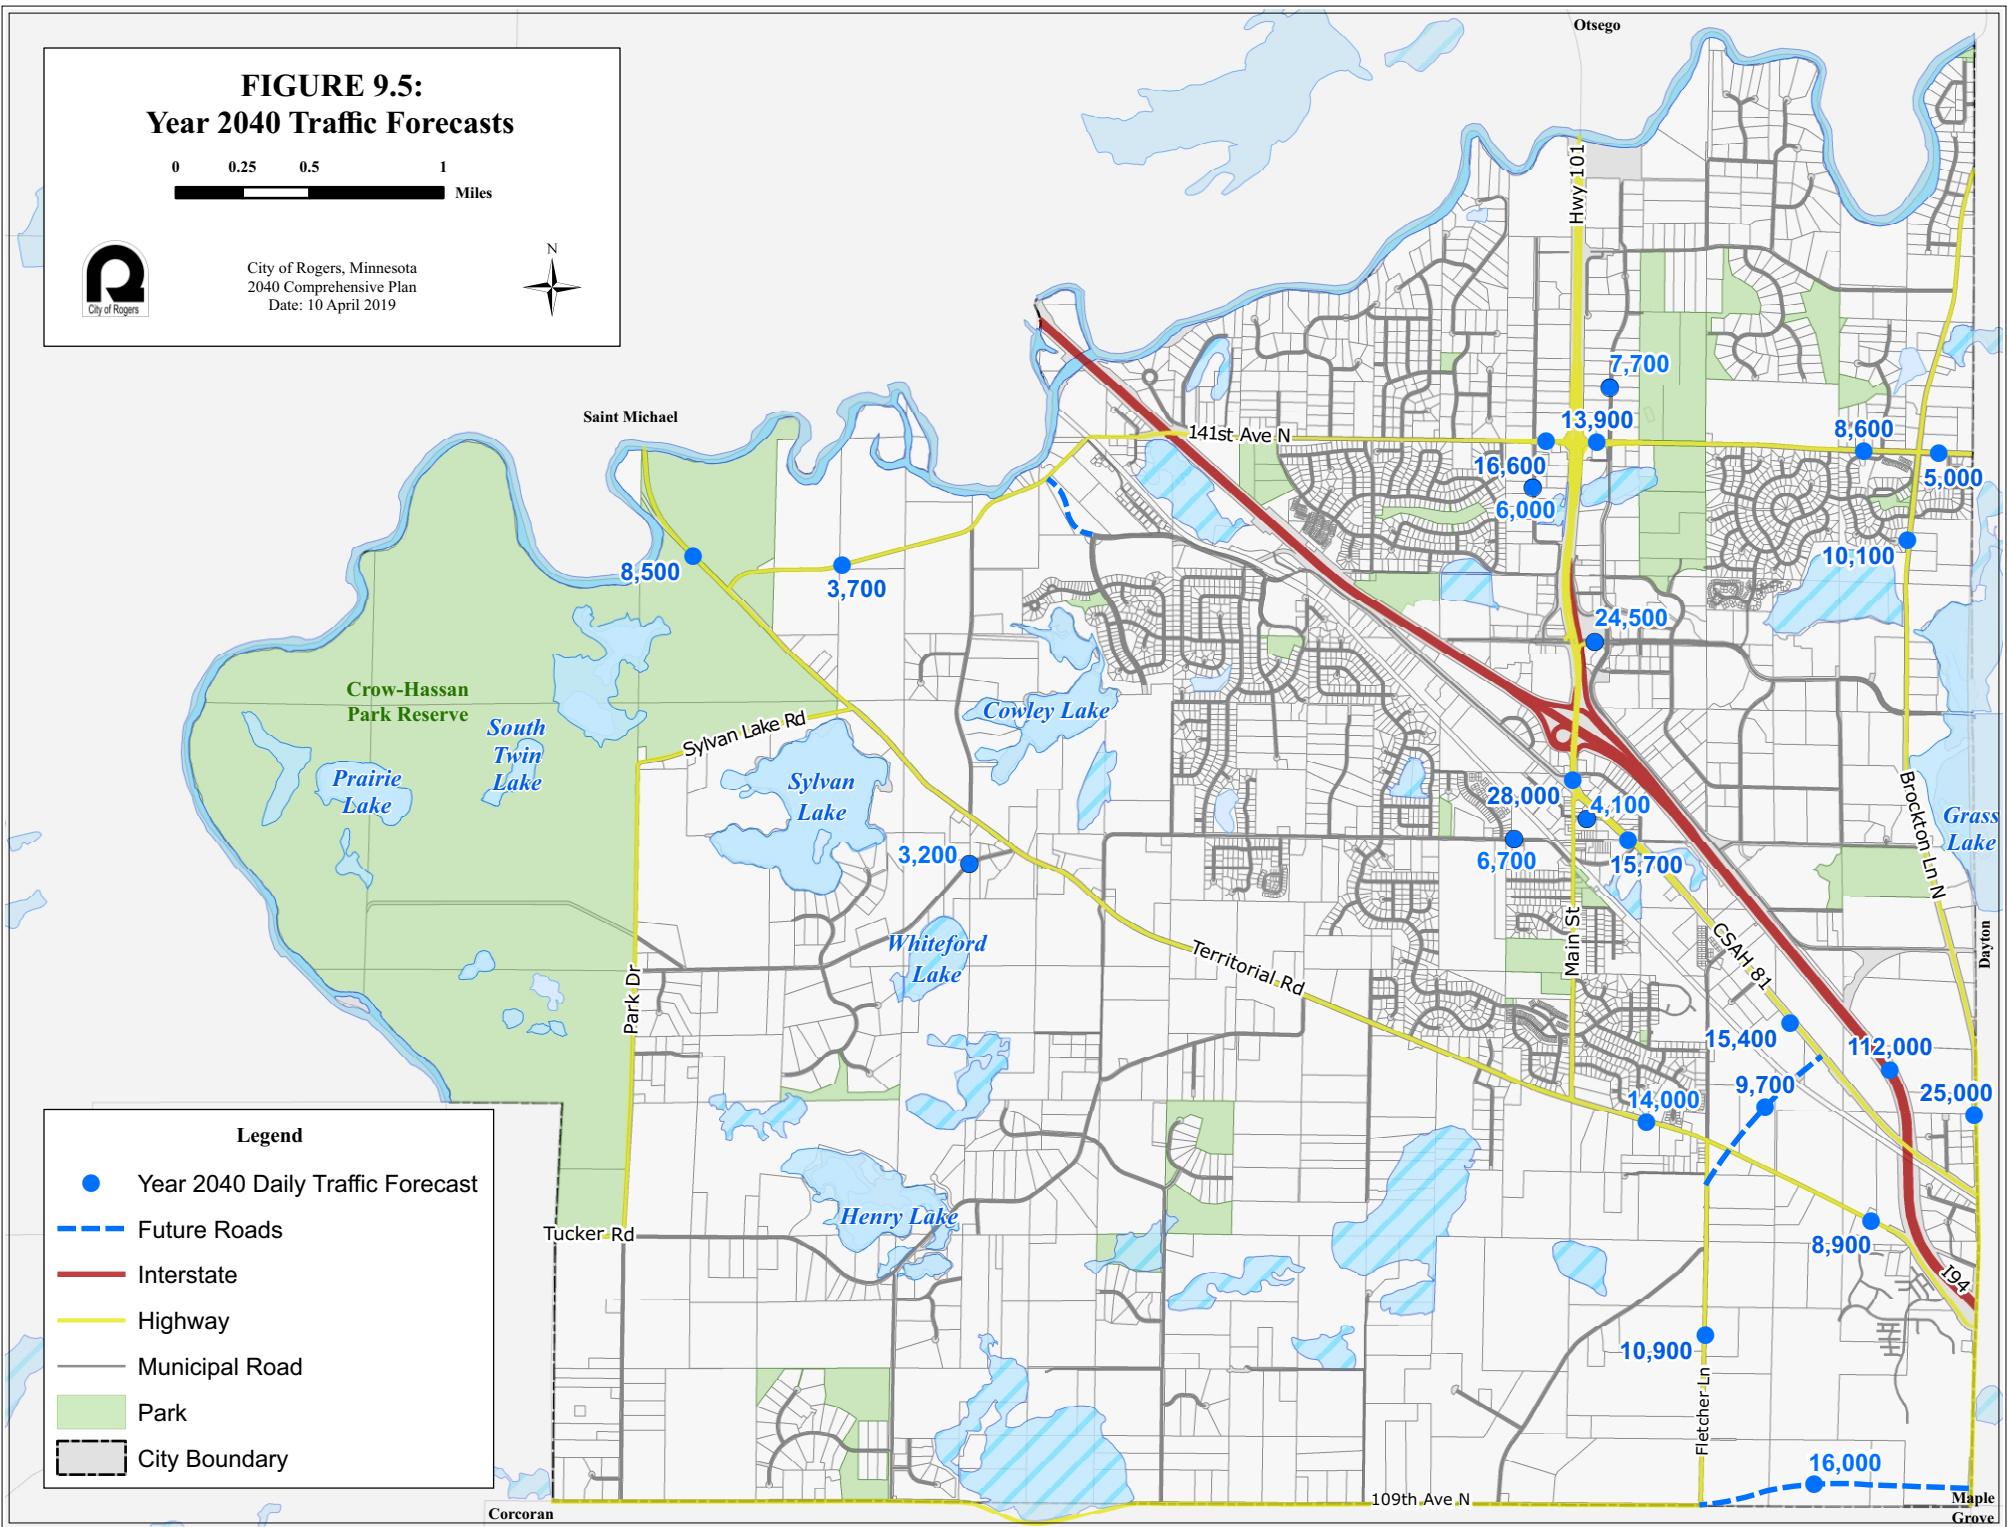 FIGURE 9.5:
Year 2040 Traffic Forecasts
0 0.25 0.5 1
Miles
City of Rogers
City of Rogers, Minnesota
2040 Comprehensive Plan
Date: 10 April 2019
N
Otsego
Hwy 101
Saint Michael
7,700
13,900
141st Ave N
16,600
6,000
8,600
5,000
10,100
8,500
3,700
24,500
Crow-Hassan
Park Reserve
South
Twin
Lake
Prairie
Lake
Sylvan Lake Rd
Cowley Lake
Sylvan
Lake
28,000
4,100
6,700
15,700
3,200
Brockton Ln N
Grass
Lake
Whiteford
Lake
Territorial Rd
Main St
CSAH 81
Dayton
Park Dr
15,400
112,000
9,700
25,000
14,000
Henry Lake
Tucker Rd
8,900
I94
10,900
Fletcher Ln
16,000
109th Ave N
Maple
Grove
Corcoran
Legend
Year 2040 Daily Traffic Forecast
Future Roads
Interstate
Highway
Municipal Road
Park
City Boundary